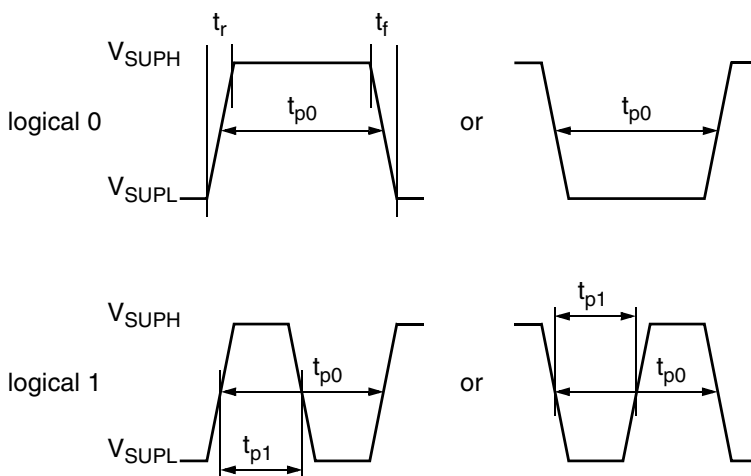 t_r t_f
V_SUPH
logical 0 t_p0 or t_p0
V_SUPL
t_p1
V_SUPH
logical 1 t_p0 or t_p0
V_SUPL t_p1